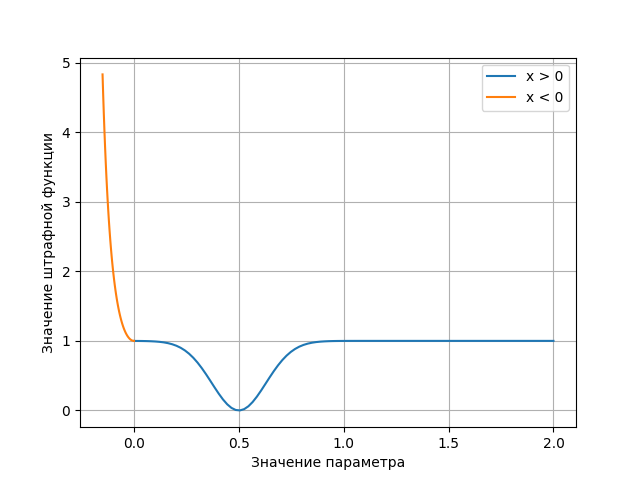 5
4
3
2
1
0
0.0 0.5 1.0 1.5 2.0
Значение параметра
Значение штрафной функции
x > 0
x < 0